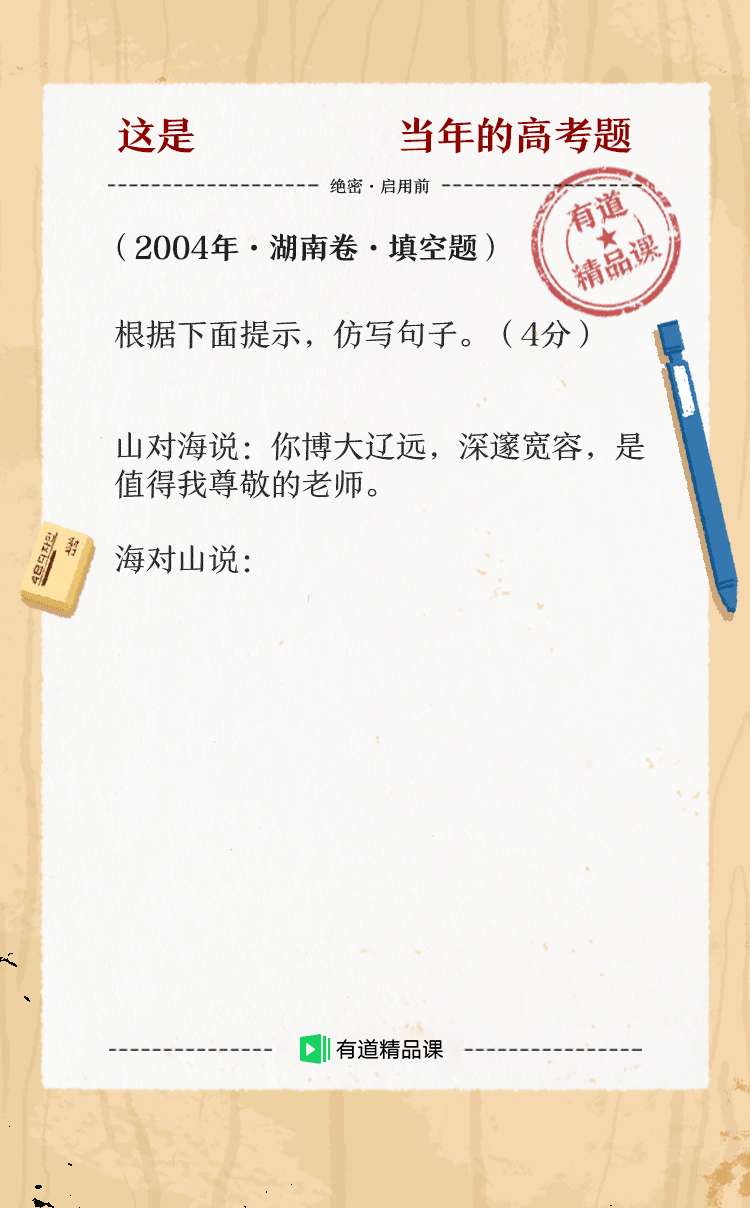 这是 当年的高考题
绝密·启用前
有道
精品课
（2004年·湖南卷·填空题）
根据下面提示，仿写句子。（4分）
山对海说：你博大辽远，深邃宽容，是
值得我尊敬的老师。
海对山说：
有道精品课